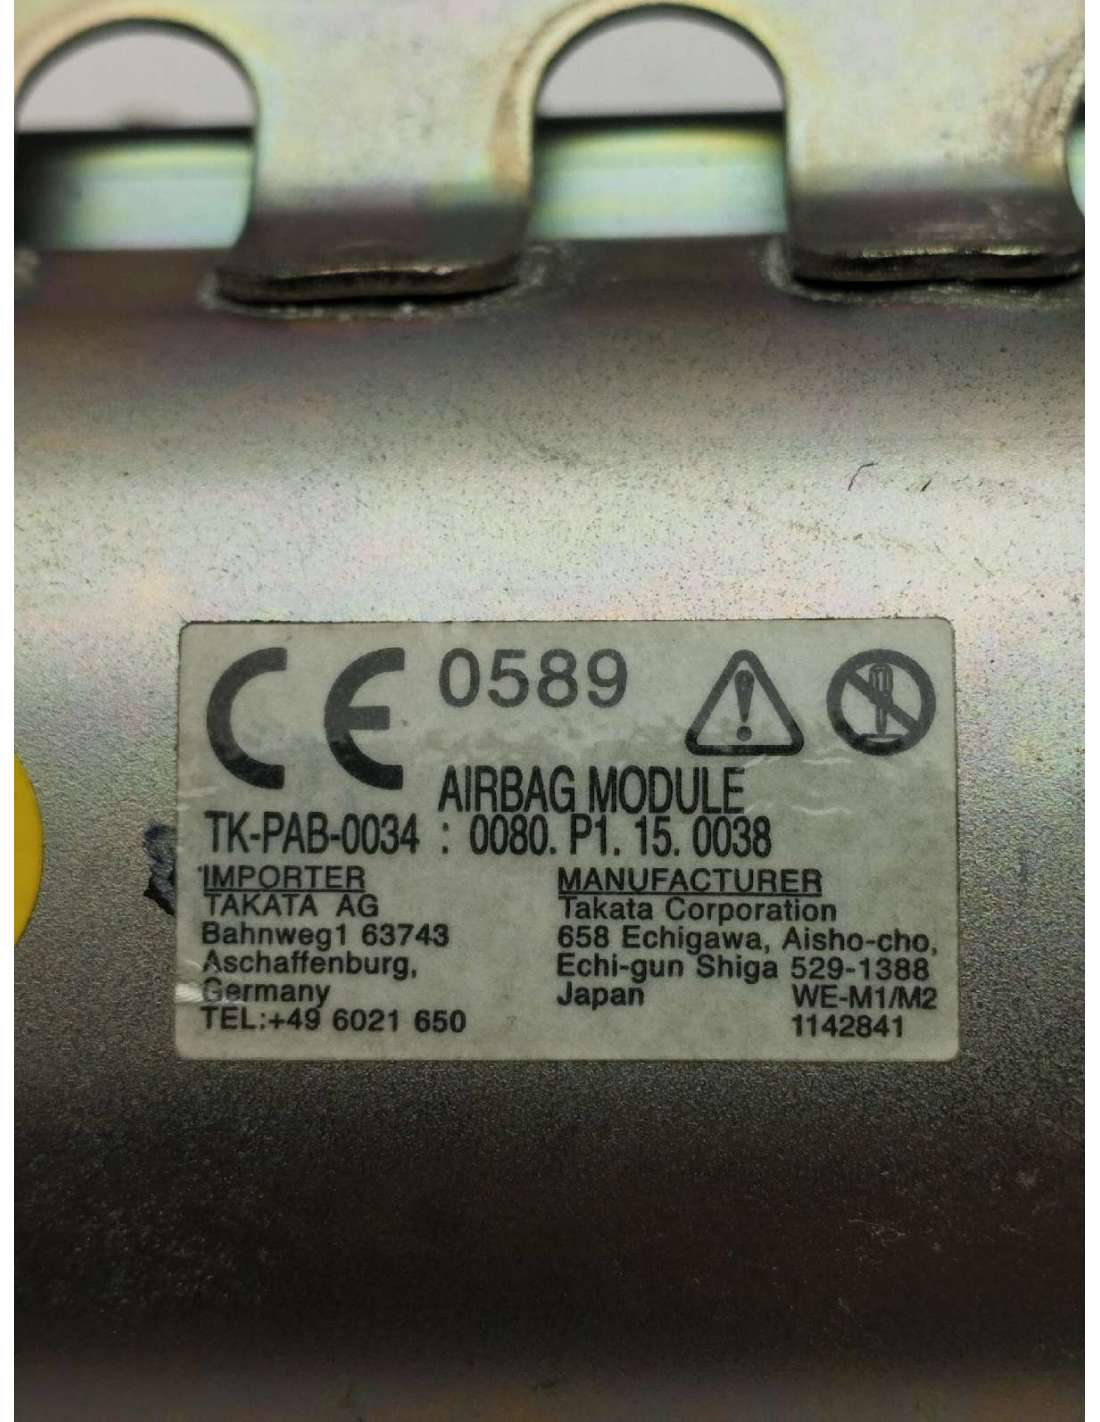 CE 0589
AIRBAG MODULE
TK-PAB-0034 : 0080. P1. 15. 0038
IMPORTER
TAKATA AG
Bahnweg1 63743
Aschaffenburg,
Germany
TEL:+49 6021 650
MANUFACTURER
Takata Corporation
658 Echigawa, Aisho-cho,
Echi-gun Shiga 529-1388
Japan WE-M1/M2
1142841